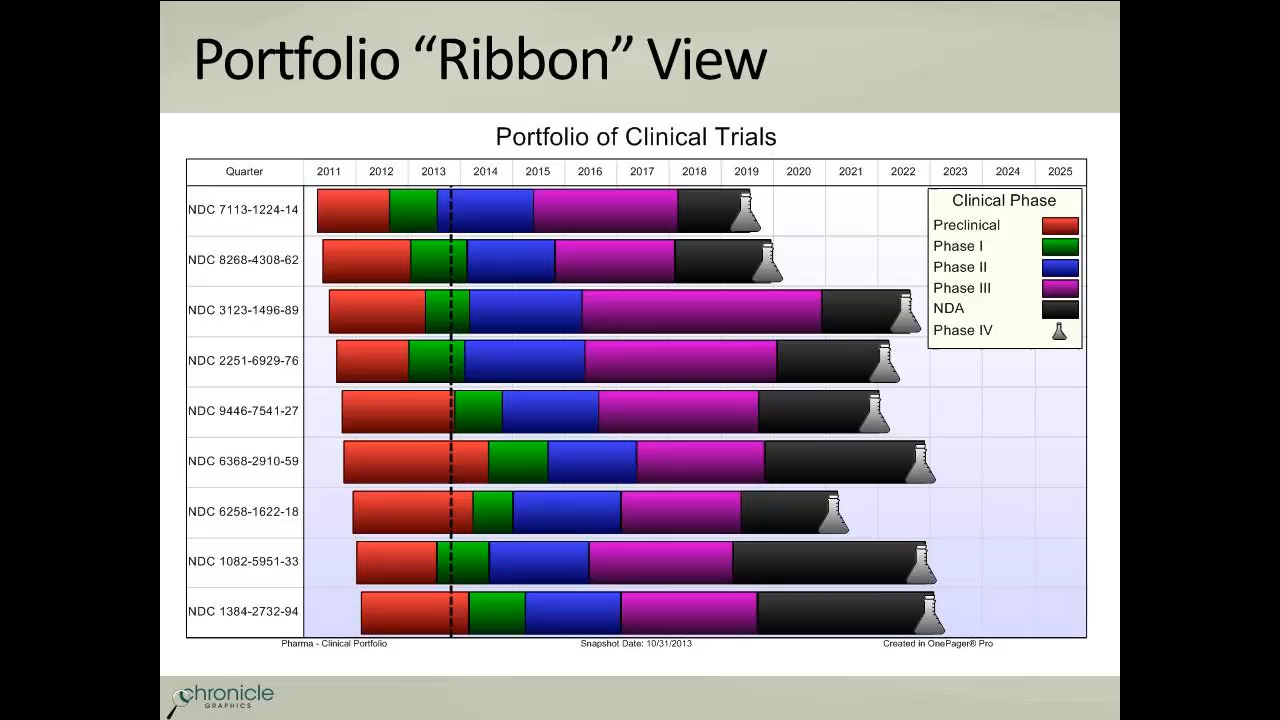 Portfolio “Ribbon” View
Portfolio of Clinical Trials
Quarter 2011 2012 2013 2014 2015 2016 2017 2018 2019 2020 2021 2022 2023 2024 2025
NDC 7113-1224-14
NDC 8268-4308-62
NDC 3123-1496-89
NDC 2251-6929-76
NDC 9446-7541-27
NDC 6368-2910-59
NDC 6258-1622-18
NDC 1082-5951-33
NDC 1384-2732-94
Clinical Phase
Preclinical
Phase I
Phase II
Phase III
NDA
Phase IV
Pharma - Clinical Portfolio Snapshot Date: 10/31/2013 Created in OnePager® Pro
chronicle
GRAPHICS